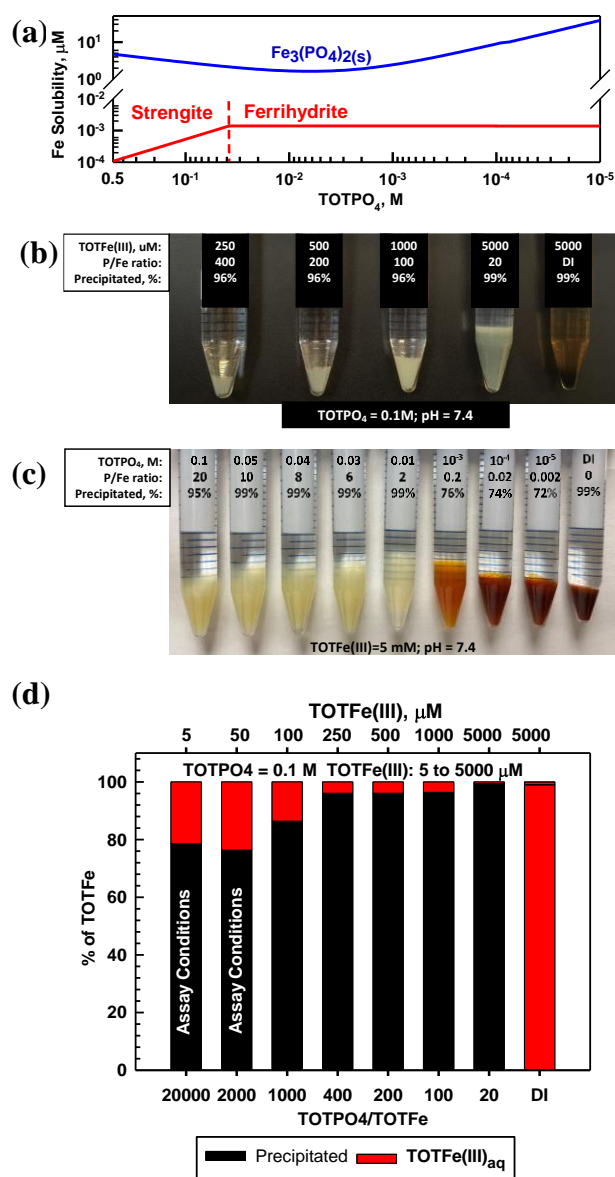 (a)
Fe Solubility, μM
10¹
10⁰
10⁻²
10⁻³
10⁻⁴
Fe₃(PO₄)₂(s)
Strengite
Ferrihydrite
0.5 10⁻¹ 10⁻² 10⁻³ 10⁻⁴ 10⁻⁵
TOTPO₄, M
(b)
TOTFe(III), uM: 250 500 1000 5000 5000
P/Fe ratio: 400 200 100 20 DI
Precipitated, %: 96% 96% 96% 99% 99%
TOTPO₄ = 0.1M; pH = 7.4
(c)
TOTPO₄, M: 0.1 0.05 0.04 0.03 0.01 10⁻³ 10⁻⁴ 10⁻⁵ DI
P/Fe ratio: 20 10 8 6 2 0.2 0.02 0.002 0
Precipitated, %: 95% 99% 99% 99% 99% 76% 74% 72% 99%
TOTFe(III)=5 mM; pH = 7.4
(d)
TOTFe(III), μM
5 50 100 250 500 1000 5000 5000
TOTPO4 = 0.1 M TOTFe(III): 5 to 5000 μM
% of TOTFe
100
80
60
40
20
0
Assay Conditions
Assay Conditions
20000 2000 1000 400 200 100 20 DI
TOTPO4/TOTFe
Precipitated TOTFe(III)aq